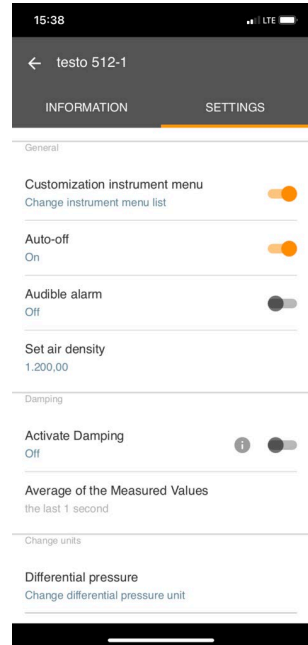 15:38
LTE
testo 512-1
INFORMATION SETTINGS
General
Customization instrument menu
Change instrument menu list
Auto-off
On
Audible alarm
Off
Set air density
1.200,00
Damping
Activate Damping
Off
Average of the Measured Values
the last 1 second
Change units
Differential pressure
Change differential pressure unit